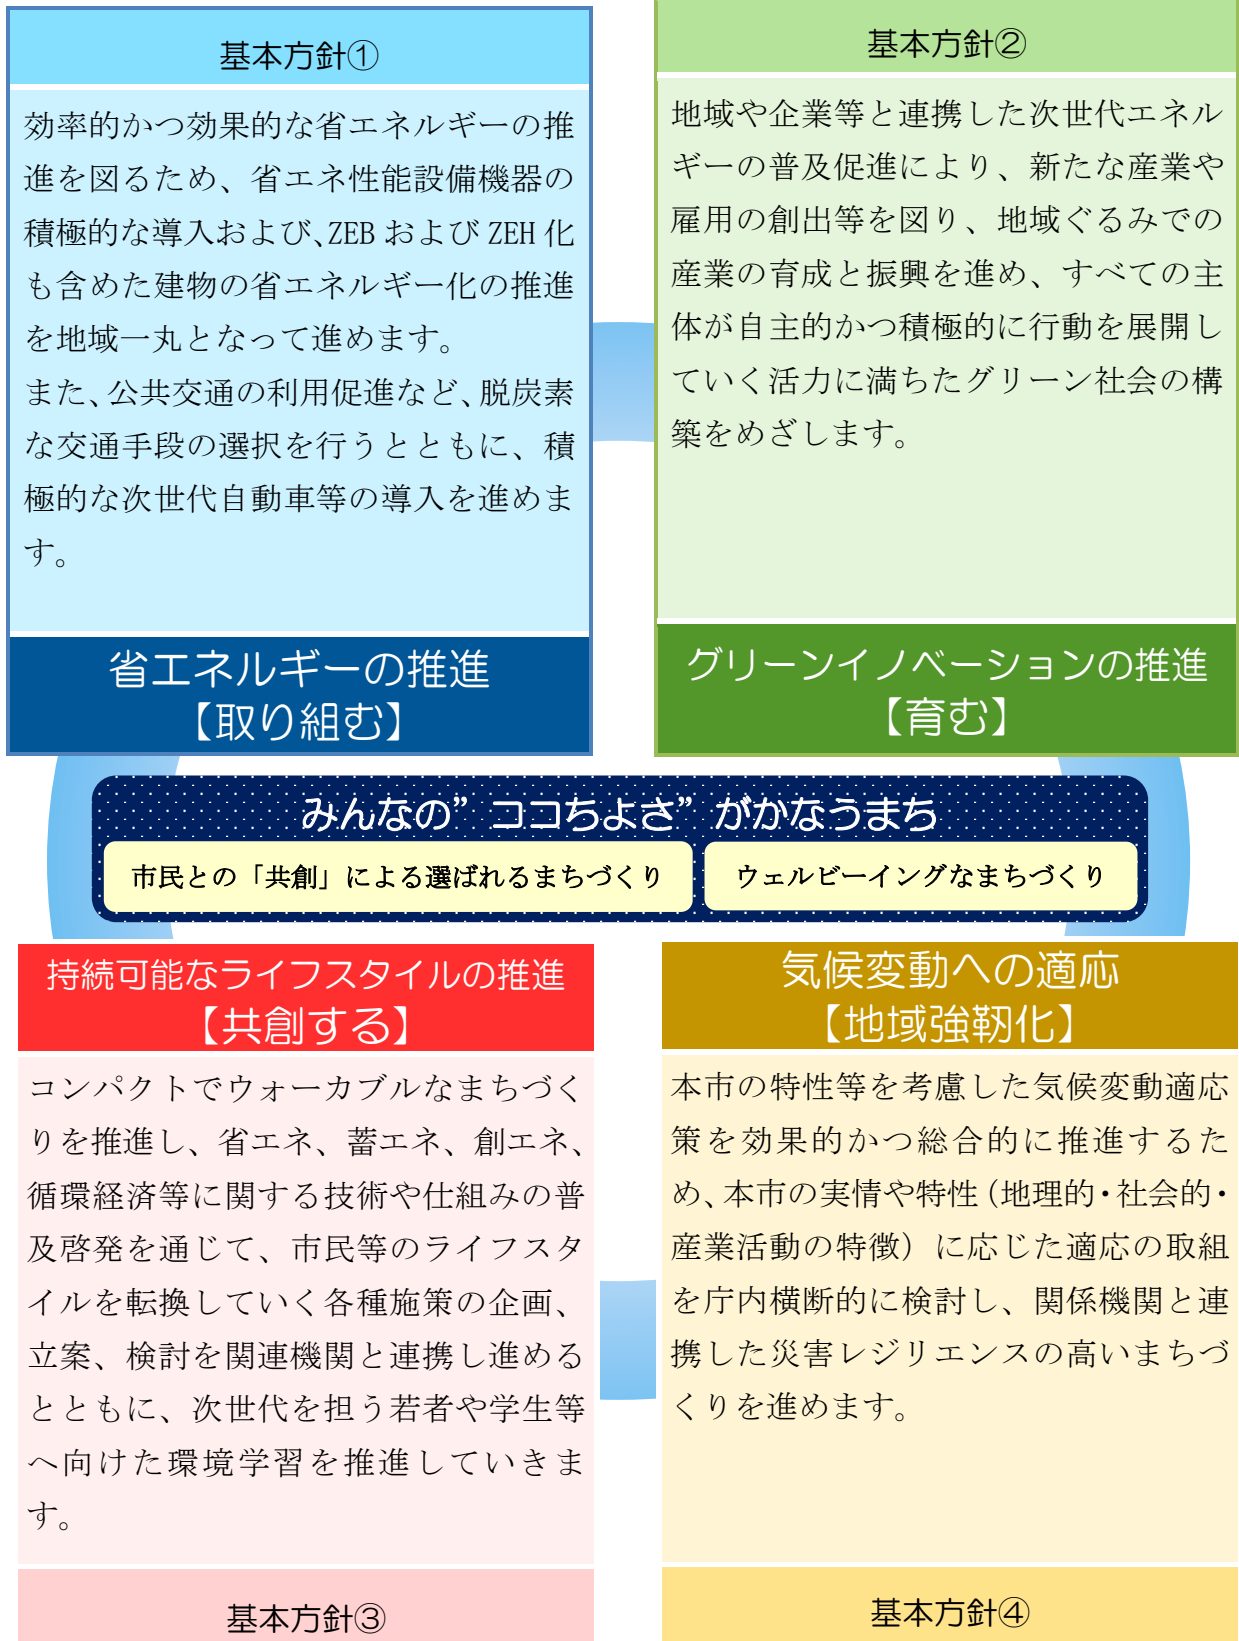 基本方針①
効率的かつ効果的な省エネルギーの推
進を図るため、省エネ性能設備機器の
積極的な導入および、ZEB および ZEH 化
も含めた建物の省エネルギー化の推進
を地域一丸となって進めます。
また、公共交通の利用促進など、脱炭素
な交通手段の選択を行うとともに、積
極的な次世代自動車等の導入を進めま
す。
省エネルギーの推進
【取り組む】
基本方針②
地域や企業等と連携した次世代エネル
ギーの普及促進により、新たな産業や
雇用の創出等を図り、地域ぐるみでの
産業の育成と振興を進め、すべての主
体が自主的かつ積極的に行動を展開し
ていく活力に満ちたグリーン社会の構
築をめざします。
グリーンイノベーションの推進
【育む】
みんなの”ココちよさ”がかなうまち
市民との「共創」による選ばれるまちづくり
ウェルビーイングなまちづくり
持続可能なライフスタイルの推進
【共創する】
コンパクトでウォーカブルなまちづく
りを推進し、省エネ、蓄エネ、創エネ、
循環経済等に関する技術や仕組みの普
及啓発を通じて、市民等のライフスタ
イルを転換していく各種施策の企画、
立案、検討を関連機関と連携し進める
とともに、次世代を担う若者や学生等
へ向けた環境学習を推進していきま
す。
基本方針③
気候変動への適応
【地域強靭化】
本市の特性等を考慮した気候変動適応
策を効果的かつ総合的に推進するた
め、本市の実情や特性（地理的・社会的・
産業活動の特徴）に応じた適応の取組
を庁内横断的に検討し、関係機関と連
携した災害レジリエンスの高いまちづ
くりを進めます。
基本方針④